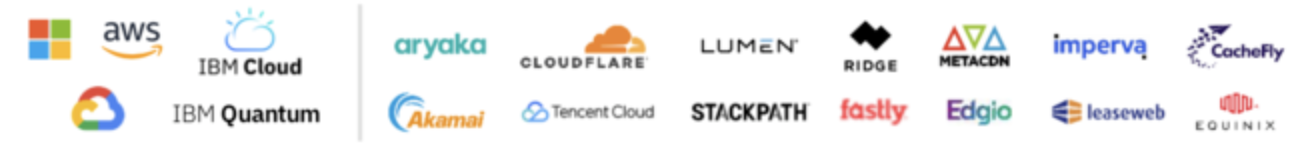 aws
IBM Cloud
IBM Quantum
aryaka
CLOUDFLARE
LUMEN
RIDGE
METACDN
imperva
CacheFly
Akamai
Tencent Cloud
STACKPATH
fastly
Edgio
leaseweb
EQUINIX